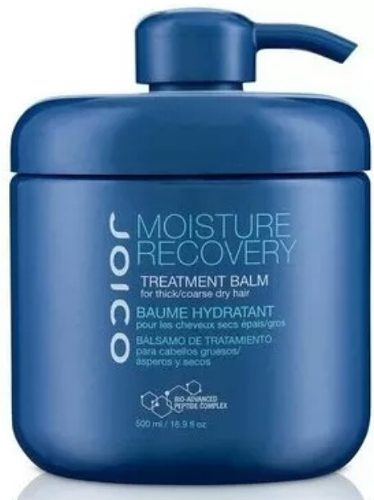 JOICO
MOISTURE
RECOVERY
TREATMENT BALM
for thick/coarse dry hair
BAUME HYDRATANT
pour les cheveux secs épais/gros
BÁLSAMO DE TRATAMIENTO
para cabellos gruesos/
ásperos y secos
BIO-ADVANCED
PEPTIDE COMPLEX
500 ml / 16.9 fl oz